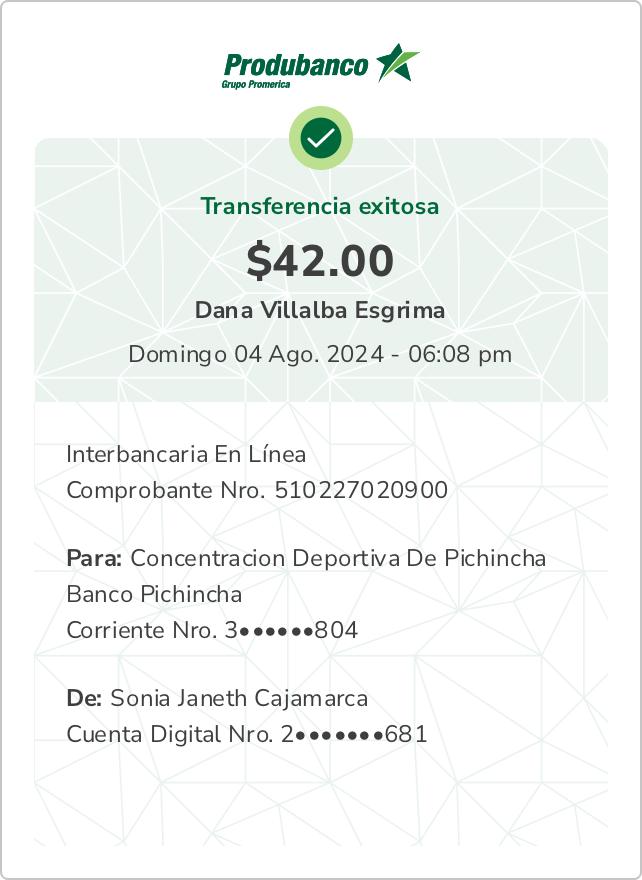 Produbanco
Grupo Promerica
Transferencia exitosa
$42.00
Dana Villalba Esgrima
Domingo 04 Ago. 2024 - 06:08 pm
Interbancaria En Línea
Comprobante Nro. 510227020900
Para: Concentracion Deportiva De Pichincha
Banco Pichincha
Corriente Nro. 3••••••804
De: Sonia Janeth Cajamarca
Cuenta Digital Nro. 2•••••••681